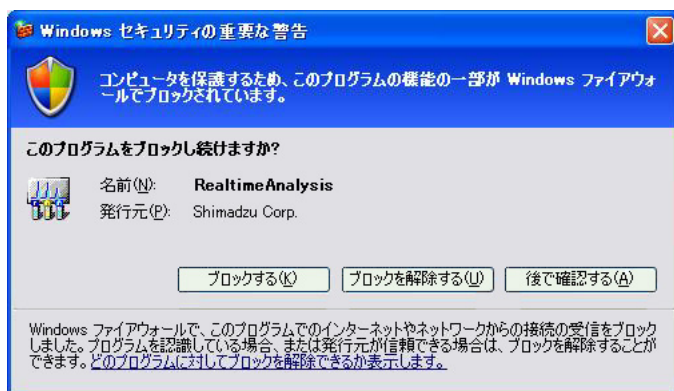 Windows セキュリティの重要な警告
コンピュータを保護するため、このプログラムの機能の一部が Windows ファイアウォ
ールでブロックされています。
このプログラムをブロックし続けますか?
名前(N): RealtimeAnalysis
発行元(P): Shimadzu Corp.
ブロックする(K) ブロックを解除する(U) 後で確認する(A)
Windows ファイアウォールで、このプログラムでのインターネットやネットワークからの接続の受信をブロック
しました。プログラムを認識している場合、または発行元が信頼できる場合は、ブロックを解除することが
できます。どのプログラムに対してブロックを解除できるか表示します。